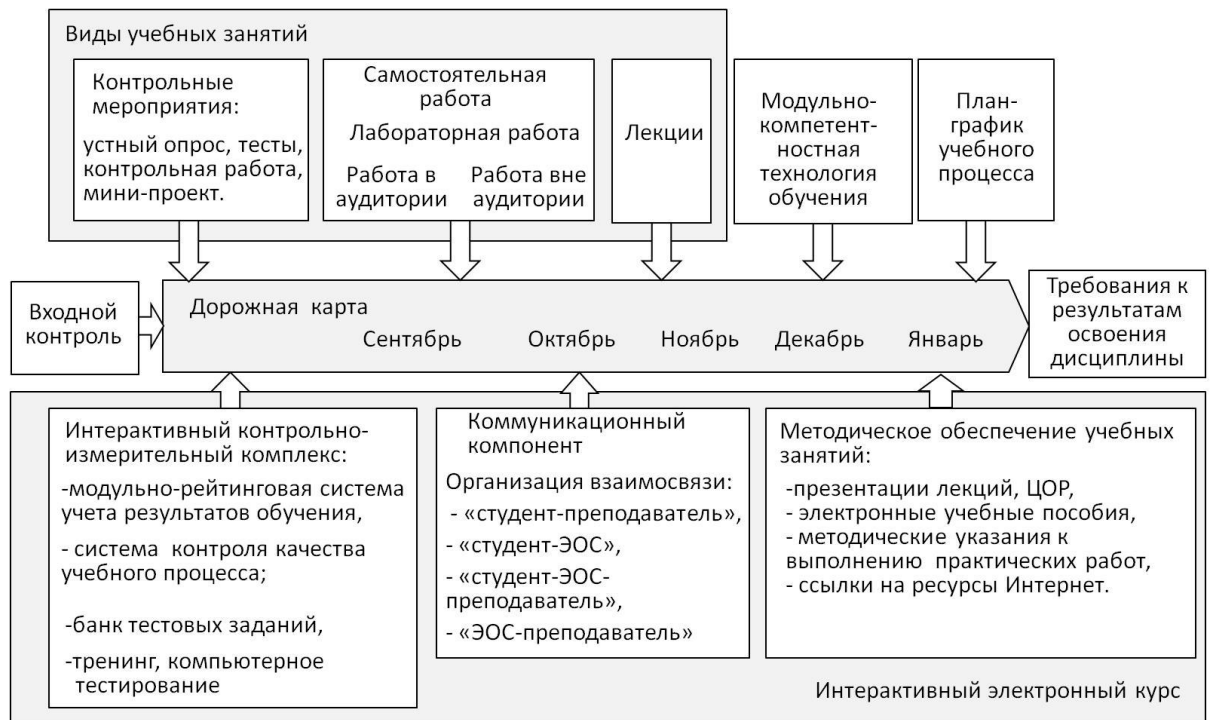 Виды учебных занятий
Контрольные
мероприятия:
устный опрос, тесты,
контрольная работа,
мини-проект.
Самостоятельная
работа
Лабораторная работа
Работа в
аудитории
Работа вне
аудитории
Лекции
Модульно-
компетент-
ностная
технология
обучения
План-
график
учебного
процесса
Входной
контроль
Дорожная карта
Сентябрь Октябрь Ноябрь Декабрь Январь
Требования к
результатам
освоения
дисциплины
Интерактивный контрольно-
измерительный комплекс:
-модульно-рейтинговая система
учета результатов обучения,
- система контроля качества
учебного процесса;
-банк тестовых заданий,
-тренинг, компьютерное
тестирование
Коммуникационный
компонент
Организация взаимосвязи:
- «студент-преподаватель»,
- «студент-ЭОС»,
- «студент-ЭОС-
преподаватель»,
- «ЭОС-преподаватель»
Методическое обеспечение учебных
занятий:
-презентации лекций, ЦОР,
- электронные учебные пособия,
- методические указания к
выполнению практических работ,
- ссылки на ресурсы Интернет.
Интерактивный электронный курс